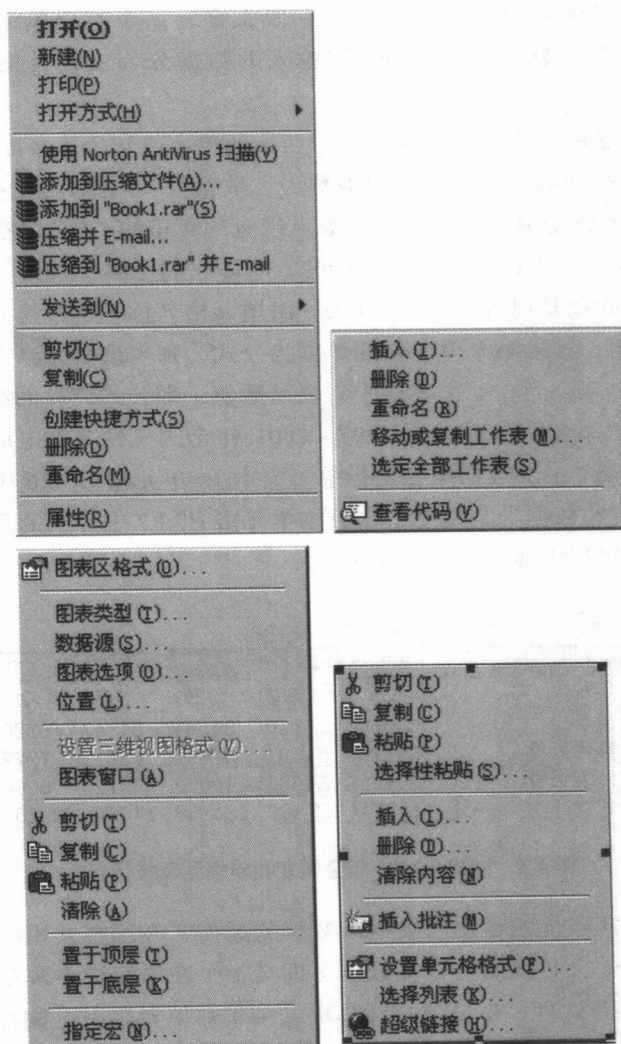 打开(O)
新建(N)
打印(P)
打开方式(H)
使用 Norton AntiVirus 扫描(V)
添加到压缩文件(A)...
添加到 "Book1.rar"(S)
压缩并 E-mail...
压缩到 "Book1.rar" 并 E-mail
发送到(N)
剪切(T)
复制(C)
创建快捷方式(S)
删除(D)
重命名(M)
属性(R)
插入(I)...
删除(D)
重命名(R)
移动或复制工作表(M)...
选定全部工作表(S)
查看代码(V)
图表区格式(O)...
图表类型(T)...
数据源(S)...
图表选项(O)...
位置(L)...
设置三维视图格式(V)...
图表窗口(A)
剪切(T)
复制(C)
粘贴(P)
清除(A)
置于顶层(T)
置于底层(K)
指定宏(N)...
剪切(T)
复制(C)
粘贴(P)
选择性粘贴(S)...
插入(I)...
删除(D)...
清除内容(N)
插入批注(M)
设置单元格格式(F)...
选择列表(K)...
超级链接(H)...